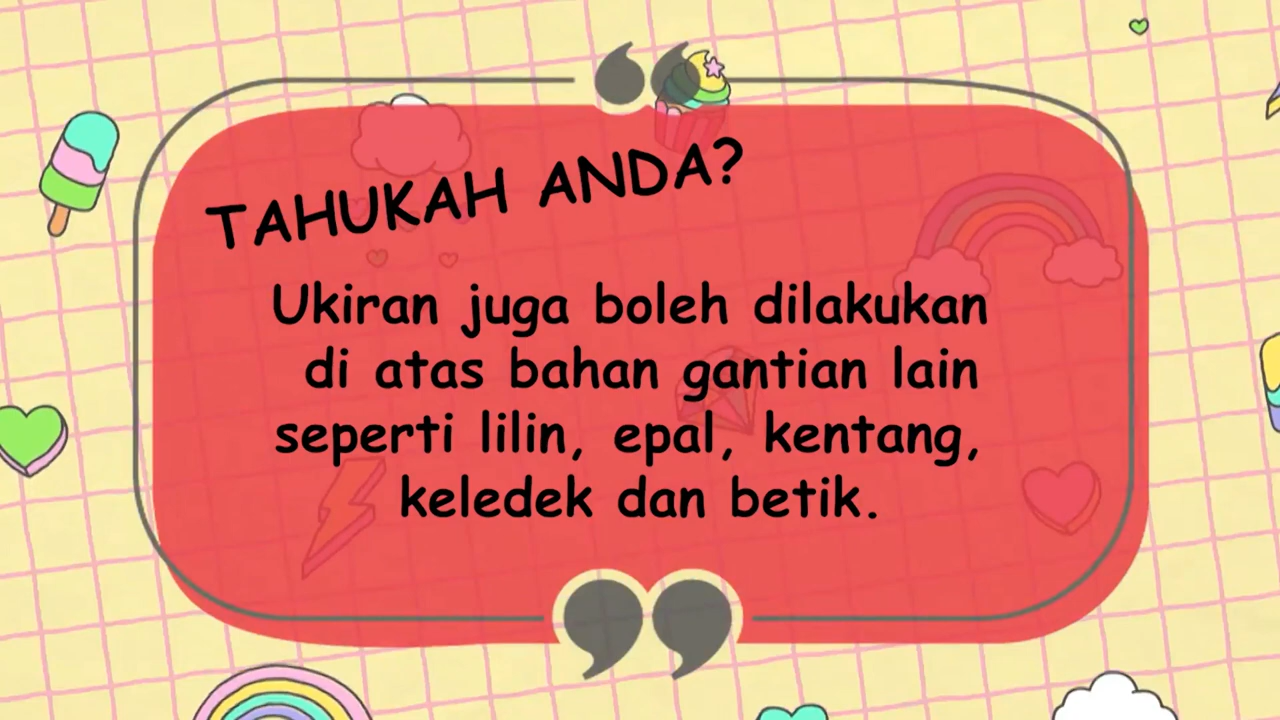 TAHUKAH ANDA?
Ukiran juga boleh dilakukan
di atas bahan gantian lain
seperti lilin, epal, kentang,
keledek dan betik.